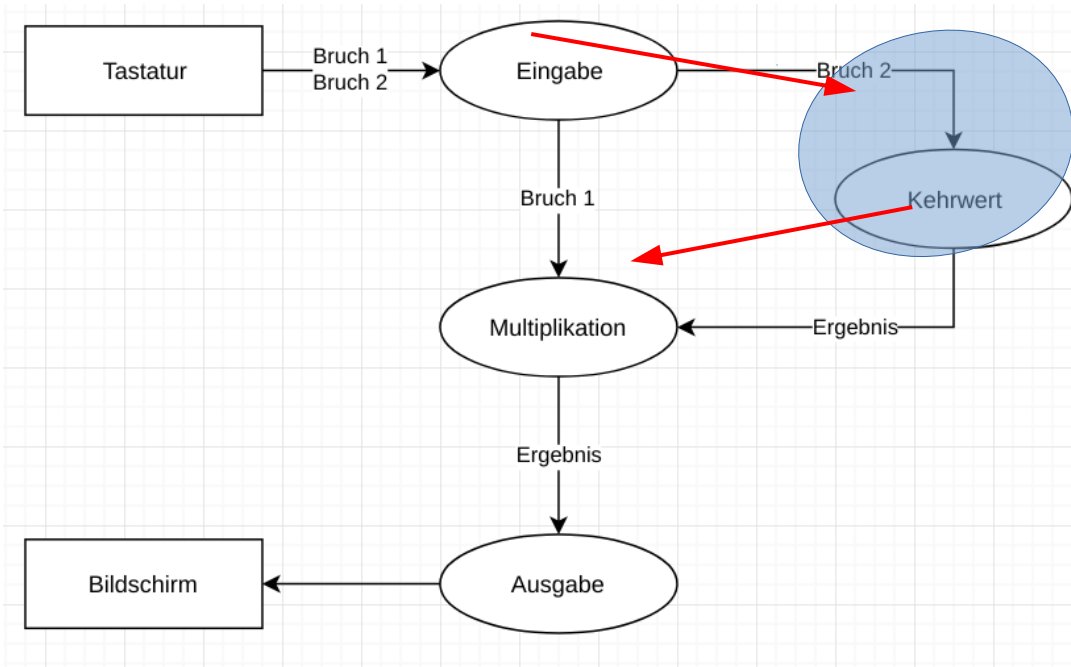 Tastatur
Bruch 1
Bruch 2
Eingabe
Bruch 2
Bruch 1
Kehrwert
Multiplikation
Ergebnis
Ergebnis
Bildschirm
Ausgabe